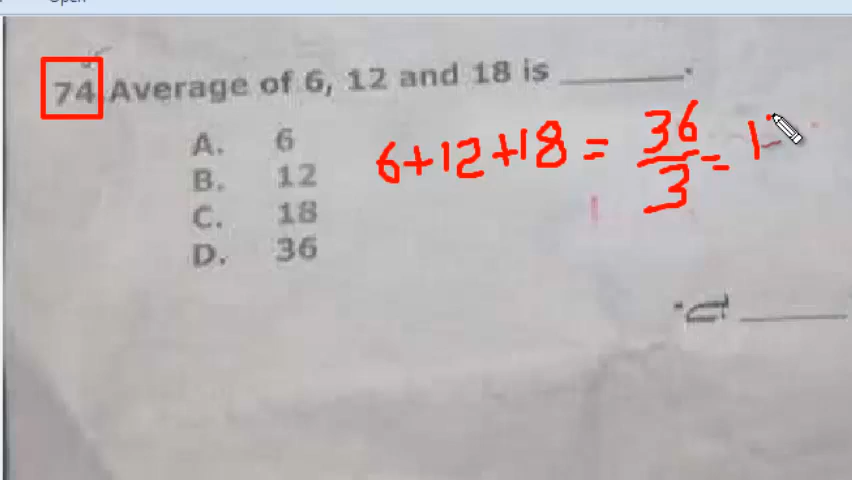 74 Average of 6, 12 and 18 is ______.
A. 6
B. 12
C. 18
D. 36
6+12+18 = 36/3 = 1